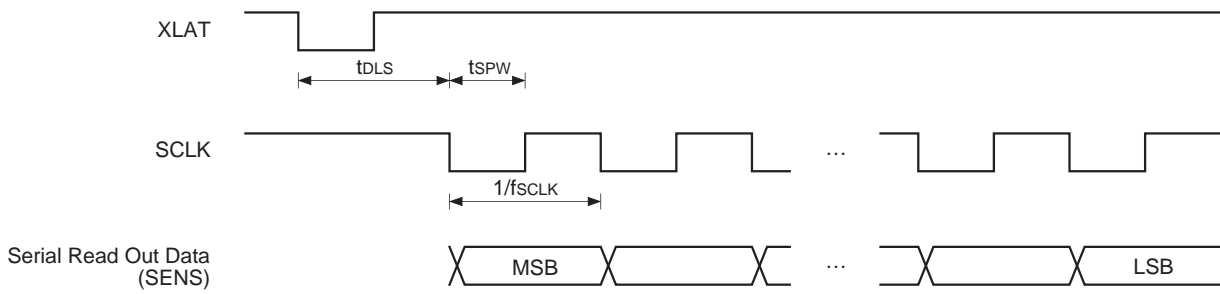 XLAT
tDLS
tSPW
SCLK
...
1/fSCLK
Serial Read Out Data
(SENS)
MSB
...
LSB